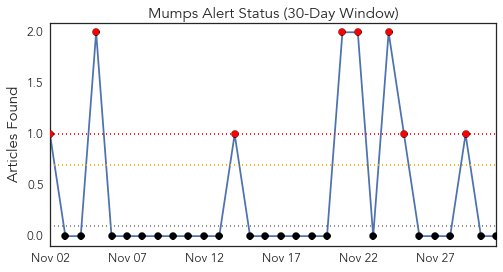 Mumps Alert Status (30-Day Window)
Articles Found
2.0
1.5
1.0
0.5
0.0
Nov 02 Nov 07 Nov 12 Nov 17 Nov 22 Nov 27